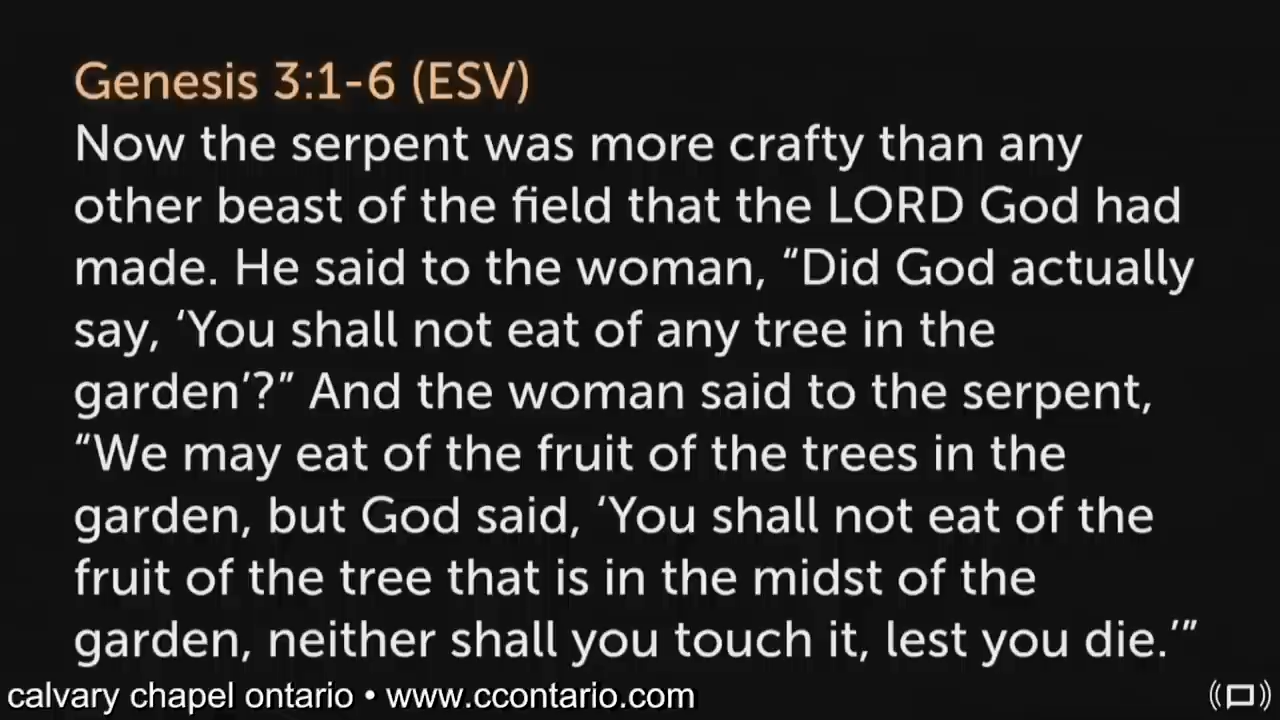 Genesis 3:1-6 (ESV)
Now the serpent was more crafty than any
other beast of the field that the LORD God had
made. He said to the woman, “Did God actually
say, ‘You shall not eat of any tree in the
garden’?” And the woman said to the serpent,
“We may eat of the fruit of the trees in the
garden, but God said, ‘You shall not eat of the
fruit of the tree that is in the midst of the
garden, neither shall you touch it, lest you die.’”
calvary chapel ontario • www.ccontario.com